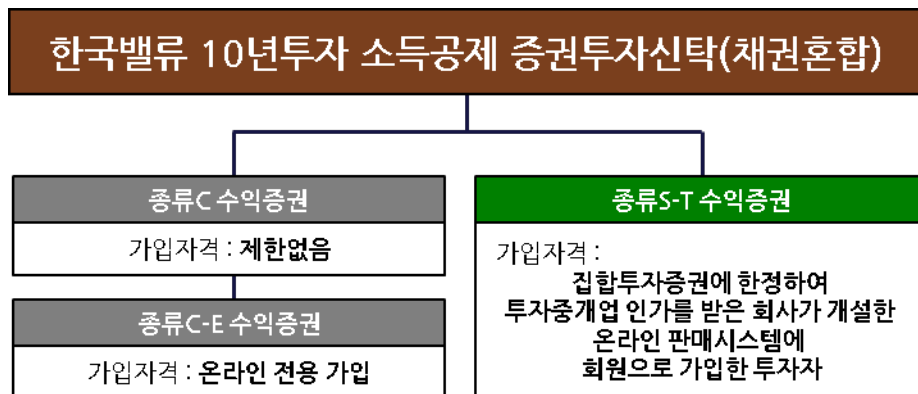 한국밸류 10년투자 소득공제 증권투자신탁(채권혼합)
종류C 수익증권
가입자격 : 제한없음
종류C-E 수익증권
가입자격 : 온라인 전용 가입
종류S-T 수익증권
가입자격 :
집합투자증권에 한정하여
투자중개업 인가를 받은 회사가 개설한
온라인 판매시스템에
회원으로 가입한 투자자